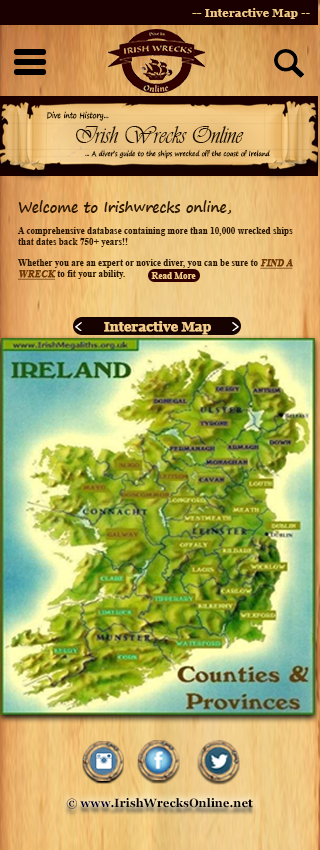 -- Interactive Map --
Dive in
IRISH WRECKS
Online
Dive into History...
Irish Wrecks Online
... A diver's guide to the ships wrecked off the coast of Ireland
Welcome to Irishwrecks online,
A comprehensive database containing more than 10,000 wrecked ships
that dates back 750+ years!!
Whether you are an expert or novice diver, you can be sure to FIND A
WRECK to fit your ability.
Read More
< Interactive Map >
www.IrishMegaliths.org.uk
IRELAND
DERRY
ANTRIM
DONEGAL
ULSTER
BELFAST
TYRONE
DOWN
FERMANAGH
ARMAGH
MONAGHAN
SLIGO
LEITRIM
CAVAN
LOUTH
MAYO
ROSCOMMON
LONGFORD
MEATH
CONNACHT
WESTMEATH
DUBLIN
LEINSTER
DUBLIN
GALWAY
OFFALY
KILDARE
LAOIS
WICKLOW
CLARE
CARLOW
TIPPERARY
KILKENNY
LIMERICK
WEXFORD
MUNSTER
WATERFORD
KERRY
CORK
Counties &
Provinces
© www.IrishWrecksOnline.net